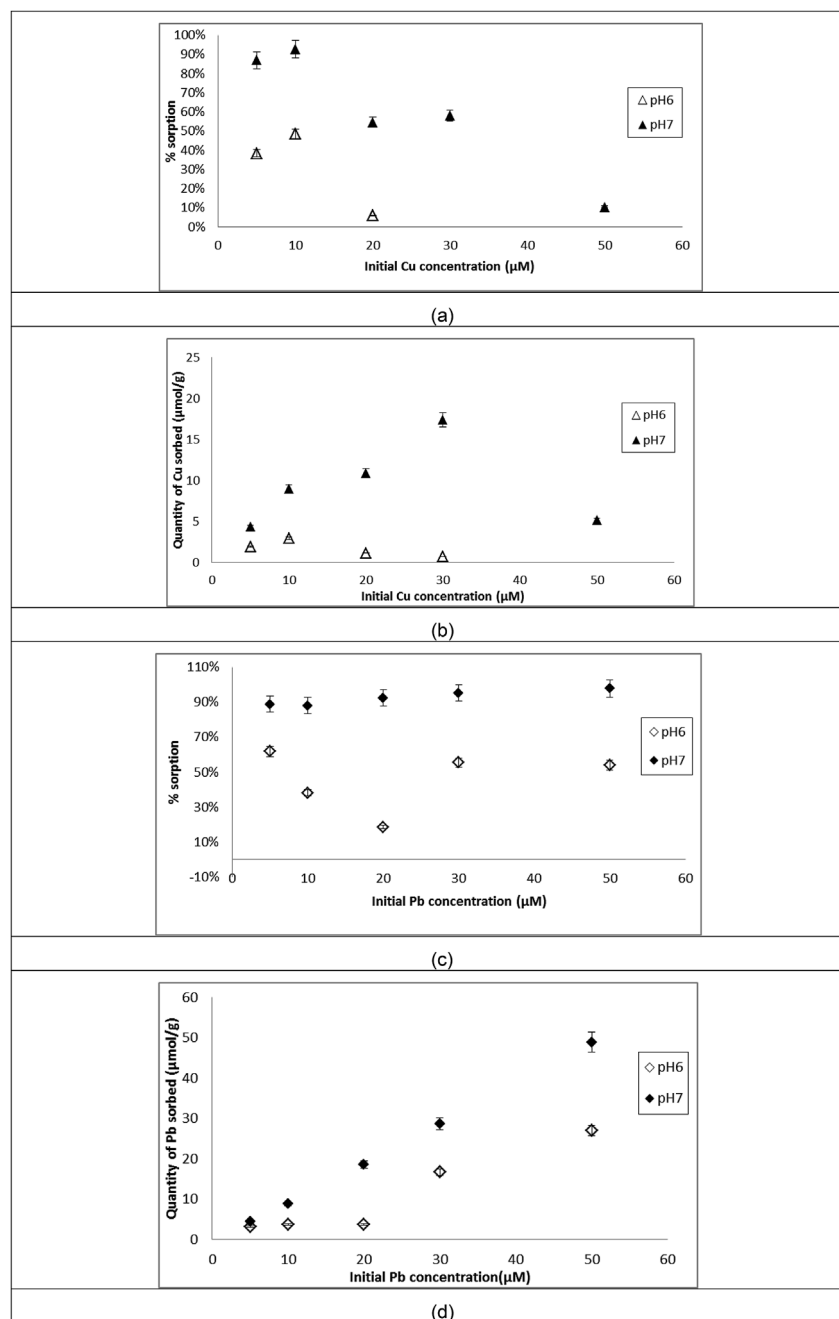 100%
90%
80%
70%
60%
50%
40%
30%
20%
10%
0%
% sorption
0 10 20 30 40 50 60
Initial Cu concentration (µM)
pH6
pH7
(a)
25
20
15
10
5
0
Quantity of Cu sorbed (µmol/g)
0 10 20 30 40 50 60
Initial Cu concentration (µM)
pH6
pH7
(b)
110%
90%
70%
50%
30%
10%
-10%
% sorption
0 10 20 30 40 50 60
Initial Pb concentration (µM)
pH6
pH7
(c)
60
50
40
30
20
10
0
Quantity of Pb sorbed (µmol/g)
0 10 20 30 40 50 60
Initial Pb concentration(µM)
pH6
pH7
(d)